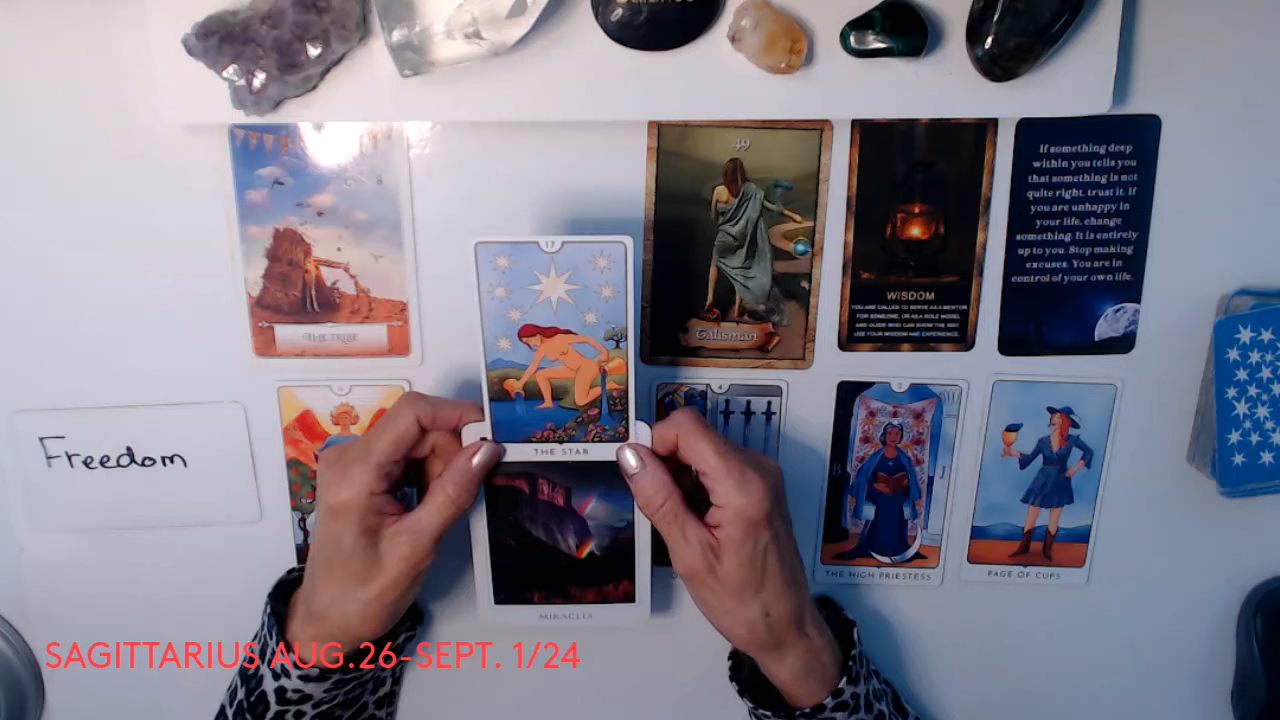 49
Talisman
WISDOM
YOU ARE CALLED TO SERVE AS A MENTOR
FOR SOMEONE, OR AS A ROLE MODEL
AND GUIDE WHO CAN SHOW THE WAY.
USE YOUR WISDOM AND EXPERIENCE.
If something deep
within you tells you
that something is not
quite right, trust it. If
you are unhappy in
your life, change
something. It is entirely
up to you. Stop making
excuses. You are in
control of your own life.
17
THE STAR
MIRACLES
Freedom
6
4
2
B
THE HIGH PRIESTESS
PAGE OF CUPS
SAGITTARIUS AUG.26-SEPT. 1/24